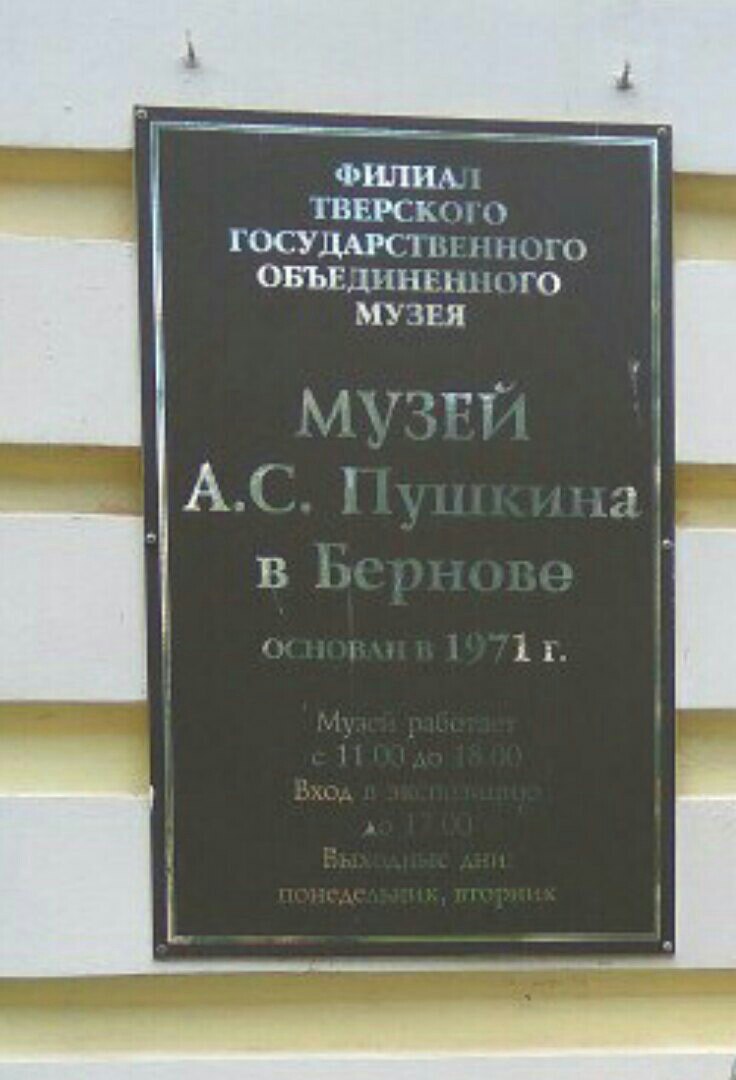 ФИЛИАЛ
ТВЕРСКОГО
ГОСУДАРСТВЕННОГО
ОБЪЕДИНЕННОГО
МУЗЕЯ
МУЗЕЙ
А.С. Пушкина
в Бернове
основан в 1971 г.
Музей работает
с 11.00 до 18.00
Вход в экспозицию
до 17.00
Выходные дни:
понедельник, вторник